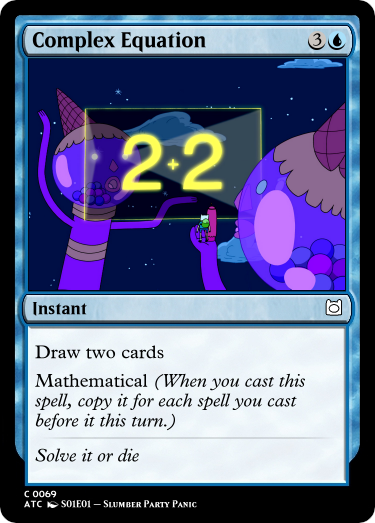 Complex Equation 3
2+2
Instant
Draw two cards
Mathematical (When you cast this
spell, copy it for each spell you cast
before it this turn.)
Solve it or die
C 0069
ATC S01E01 – Slumber Party Panic